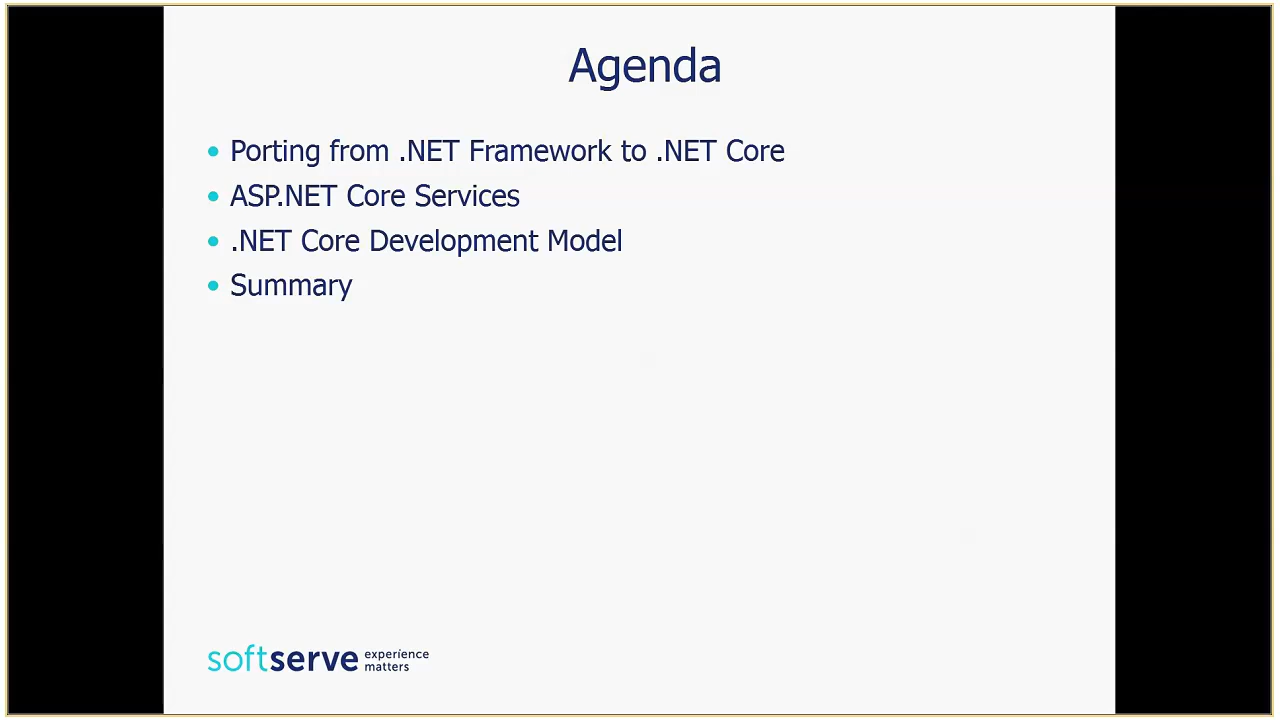 Agenda
• Porting from .NET Framework to .NET Core
• ASP.NET Core Services
• .NET Core Development Model
• Summary
softserve experience
matters